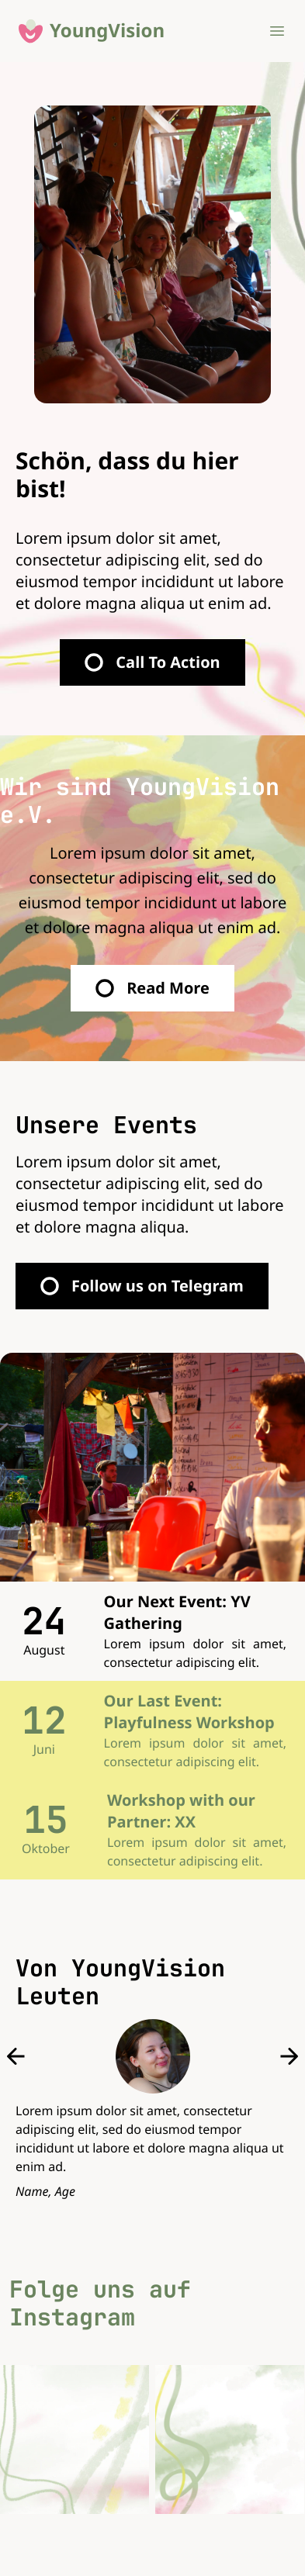 YoungVision
Schön, dass du hier
bist!
Lorem ipsum dolor sit amet,
consectetur adipiscing elit, sed do
eiusmod tempor incididunt ut labore
et dolore magna aliqua ut enim ad.
Call To Action
Wir sind YoungVision
e.V.
Lorem ipsum dolor sit amet,
consectetur adipiscing elit, sed do
eiusmod tempor incididunt ut labore
et dolore magna aliqua ut enim ad.
Read More
Unsere Events
Lorem ipsum dolor sit amet,
consectetur adipiscing elit, sed do
eiusmod tempor incididunt ut labore
et dolore magna aliqua.
Follow us on Telegram
24
August
Our Next Event: YV
Gathering
Lorem ipsum dolor sit amet,
consectetur adipiscing elit.
12
Juni
Our Last Event:
Playfulness Workshop
Lorem ipsum dolor sit amet,
consectetur adipiscing elit.
15
Oktober
Workshop with our
Partner: XX
Lorem ipsum dolor sit amet,
consectetur adipiscing elit.
Von YoungVision
Leuten
Lorem ipsum dolor sit amet, consectetur
adipiscing elit, sed do eiusmod tempor
incididunt ut labore et dolore magna aliqua ut
enim ad.
Name, Age
Folge uns auf
Instagram